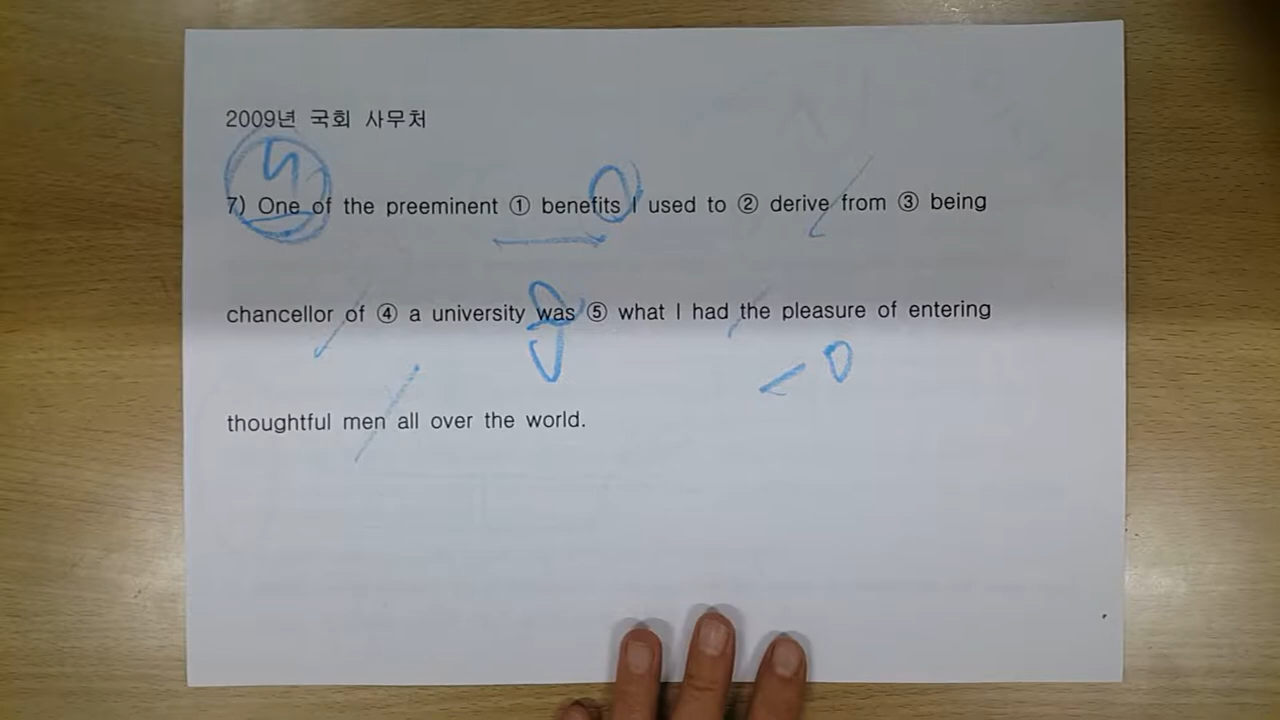 2009년 국회 사무처
7) One of the preeminent ① benefits I used to ② derive from ③ being
chancellor of ④ a university was ⑤ what I had the pleasure of entering
thoughtful men all over the world.